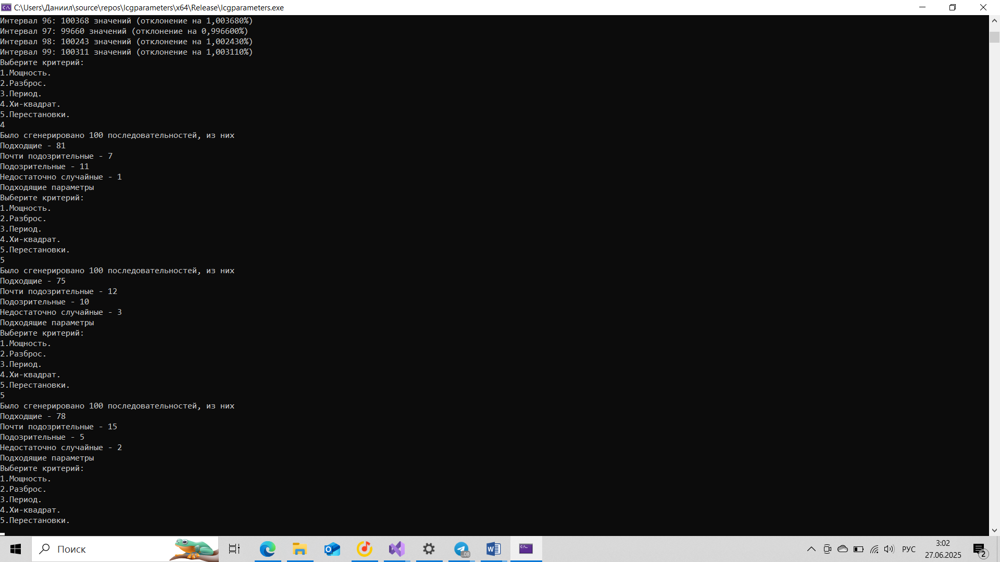 C:\Users\Даниил\source\repos\lcgparameters\x64\Release\lcgparameters.exe
Интервал 96: 100368 значений (отклонение на 1,003680%)
Интервал 97: 99660 значений (отклонение на 0,996600%)
Интервал 98: 100243 значений (отклонение на 1,002430%)
Интервал 99: 100311 значений (отклонение на 1,003110%)
Выберите критерий:
1.Мощность.
2.Разброс.
3.Период.
4.Хи-квадрат.
5.Перестановки.
4
Было сгенерировано 100 последовательностей, из них
Подходщие - 81
Почти подозрительные - 7
Подозрительные - 11
Недостаточно случайные - 1
Подходящие параметры
Выберите критерий:
1.Мощность.
2.Разброс.
3.Период.
4.Хи-квадрат.
5.Перестановки.
5
Было сгенерировано 100 последовательностей, из них
Подходщие - 75
Почти подозрительные - 12
Подозрительные - 10
Недостаточно случайные - 3
Подходящие параметры
Выберите критерий:
1.Мощность.
2.Разброс.
3.Период.
4.Хи-квадрат.
5.Перестановки.
5
Было сгенерировано 100 последовательностей, из них
Подходщие - 78
Почти подозрительные - 15
Подозрительные - 5
Недостаточно случайные - 2
Подходящие параметры
Выберите критерий:
1.Мощность.
2.Разброс.
3.Период.
4.Хи-квадрат.
5.Перестановки.
Поиск
РУС
3:02
27.06.2025
2